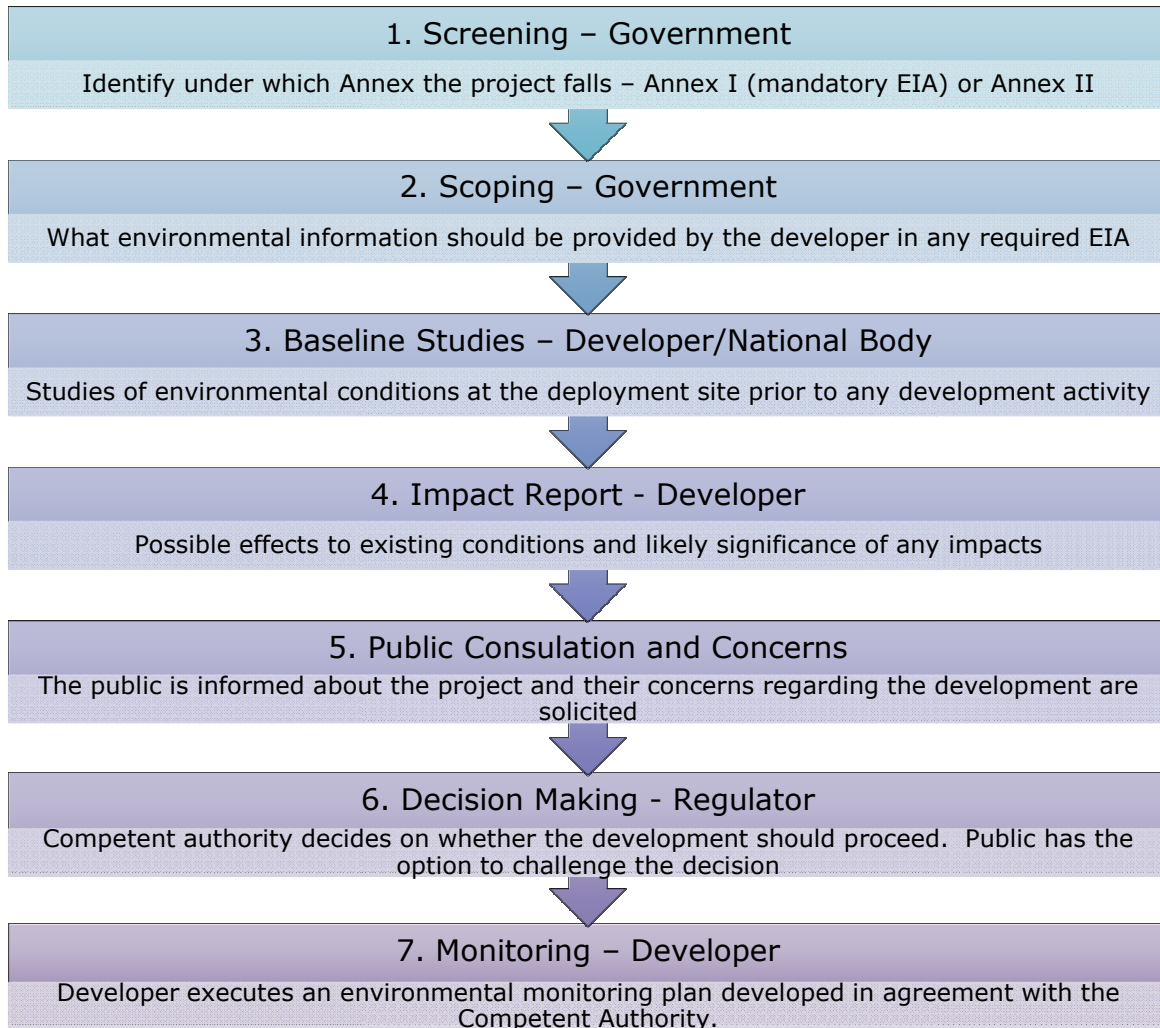 1. Screening – Government
Identify under which Annex the project falls – Annex I (mandatory EIA) or Annex II
2. Scoping – Government
What environmental information should be provided by the developer in any required EIA
3. Baseline Studies – Developer/National Body
Studies of environmental conditions at the deployment site prior to any development activity
4. Impact Report - Developer
Possible effects to existing conditions and likely significance of any impacts
5. Public Consulation and Concerns
The public is informed about the project and their concerns regarding the development are
solicited
6. Decision Making - Regulator
Competent authority decides on whether the development should proceed.  Public has the
option to challenge the decision
7. Monitoring – Developer
Developer executes an environmental monitoring plan developed in agreement with the
Competent Authority.